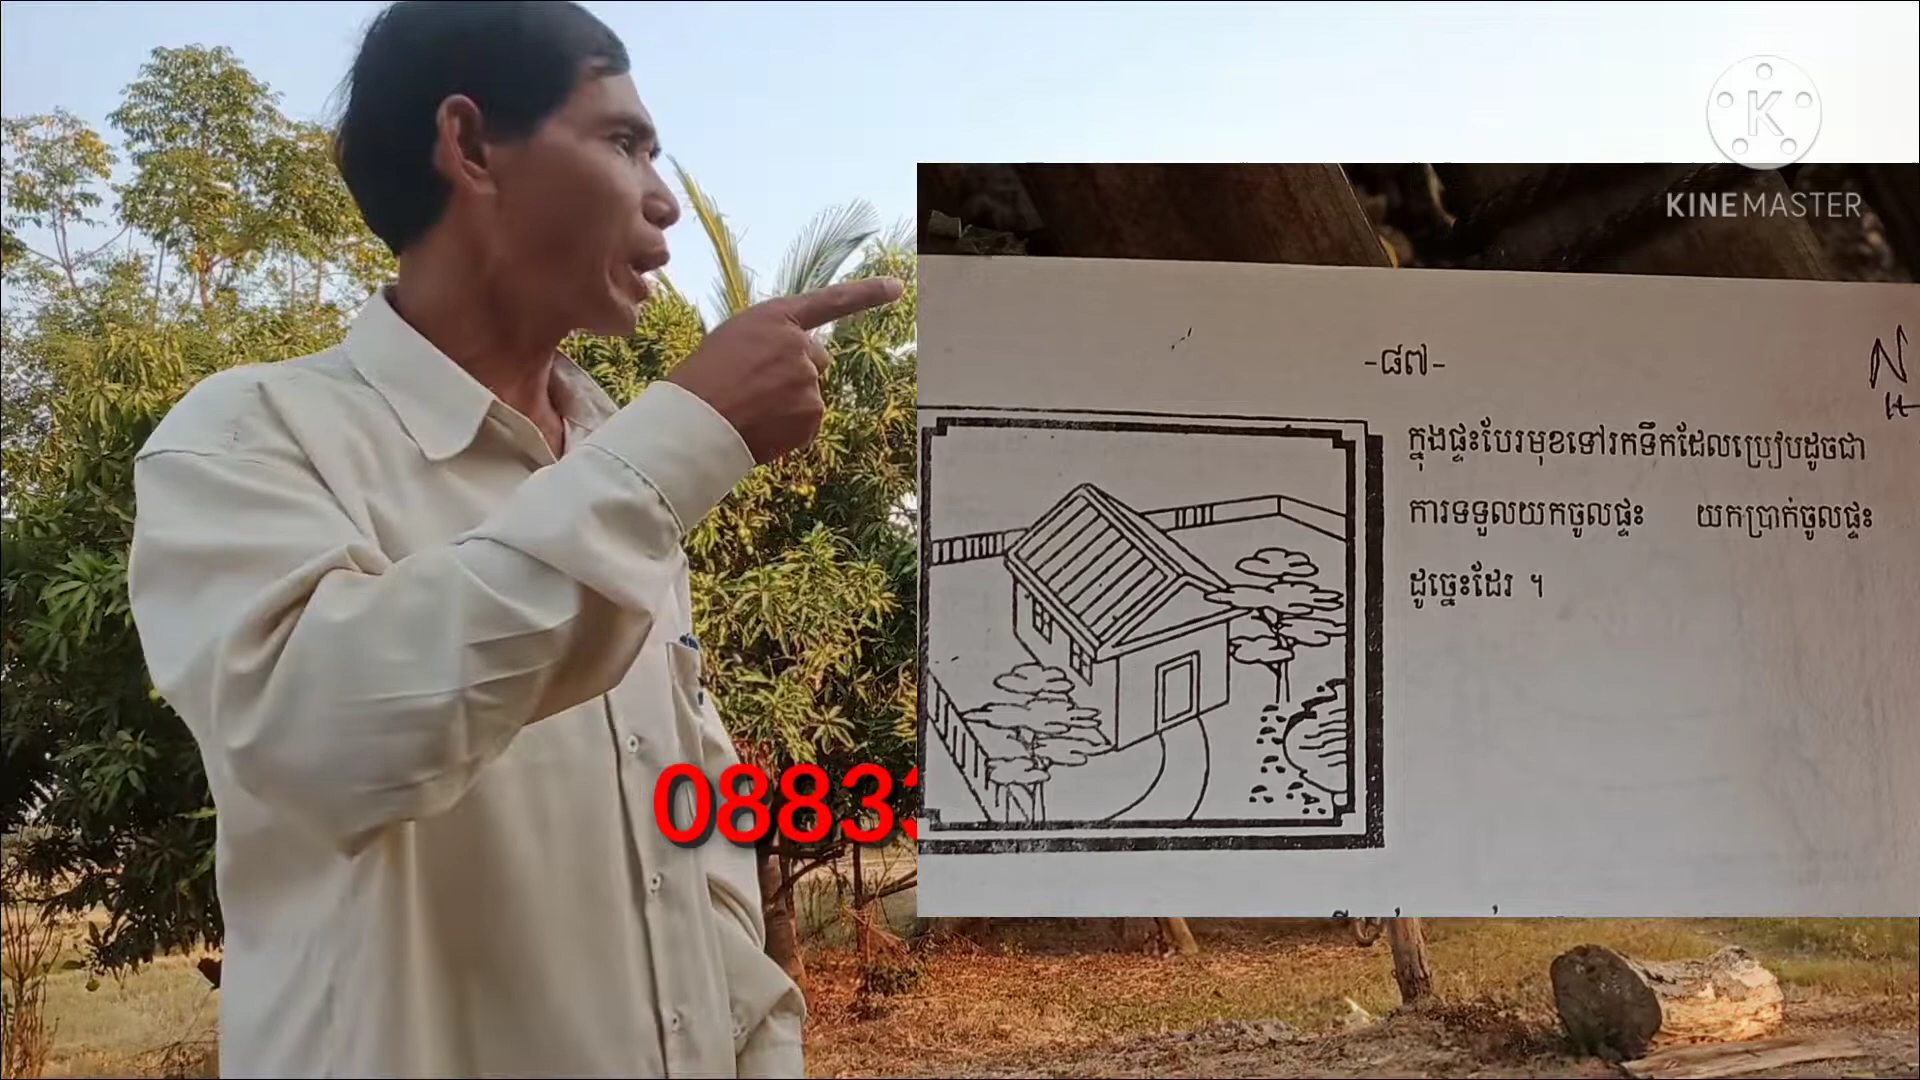 KINEMASTER
-៨៧-
N
ក្នុងផ្ទះបែរមុខទៅរកទឹកដែលប្រៀបដូចជា
ការទទួលយកចូលផ្ទះ យកប្រាក់ចូលផ្ទះ
ដូច្នេះដែរ ។
0883